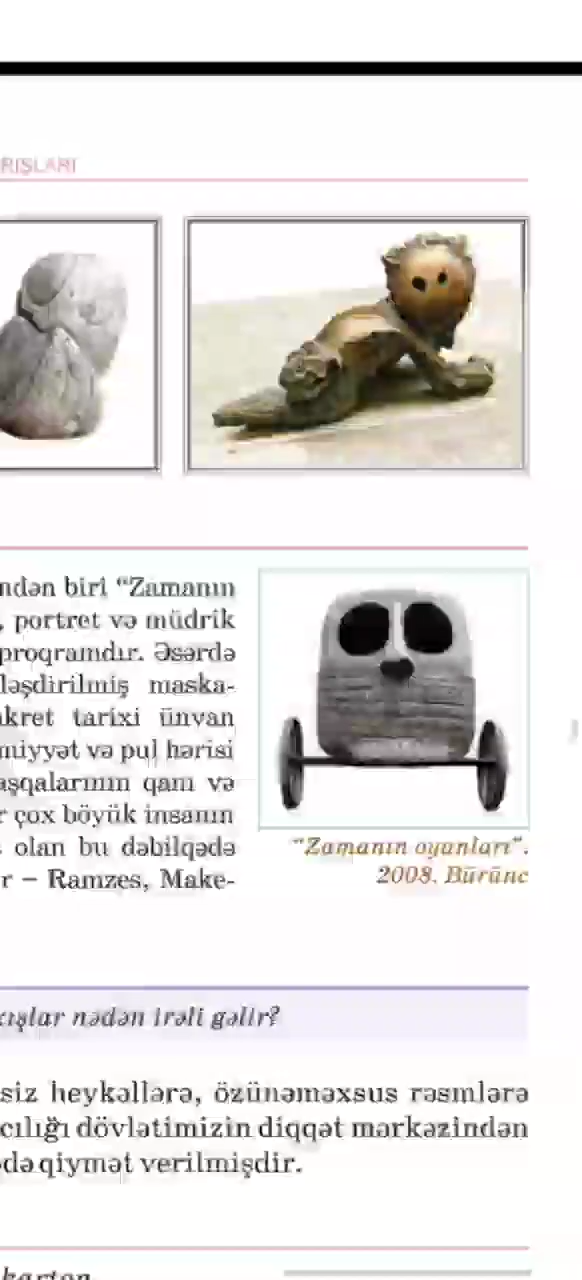 RIŞLARI
ndən biri “Zamanın
, portret və müdrik
proqramdır. Əsərdə
ləşdirilmiş maska-
kret tarixi ünvan
miyyət və pul hərisi
aşqalarının qəm və
r çox böyük insanın
olan bu dəbilqədə
r – Ramzes, Make-
“Zamanın oyanları”.
2008. Bürünc
kışlar nədən irəli gəlir?
siz heykəllərə, özünəməxsus rəsmlərə
cılığı dövlətimizin diqqət mərkəzindən
də qiymət verilmişdir.
karton